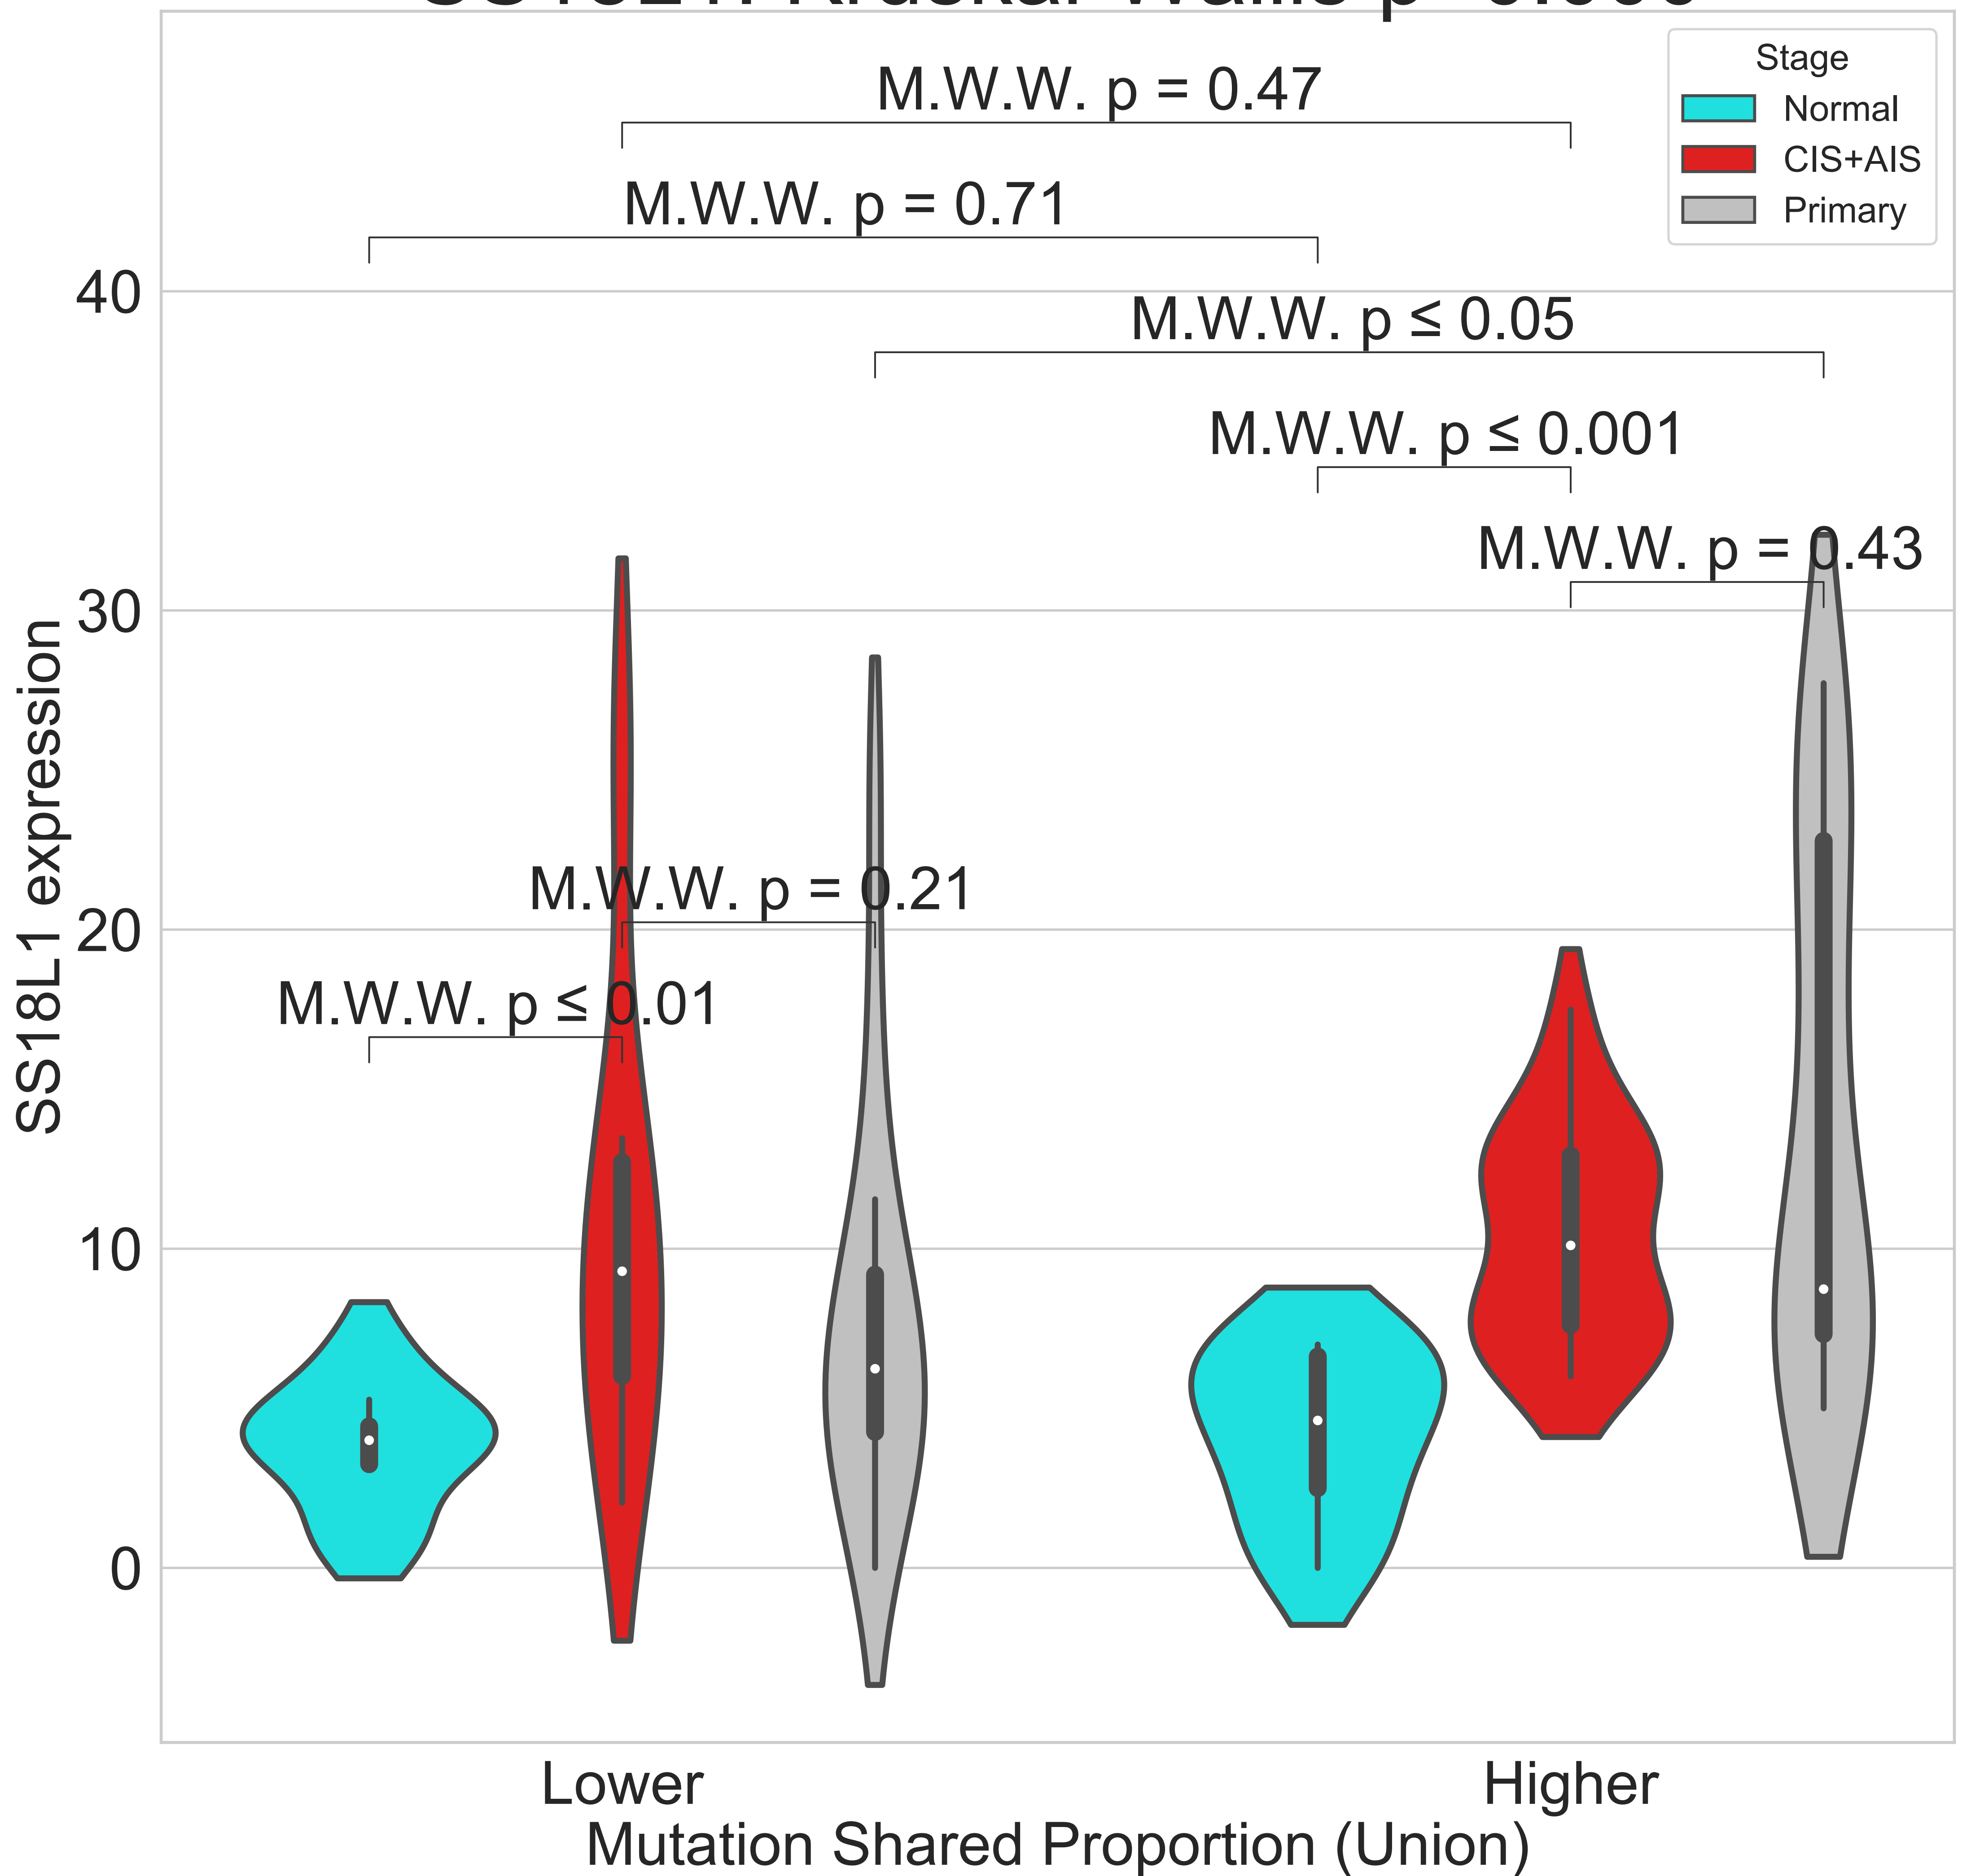 Stage
Normal
CIS+AIS
Primary
M.W.W. p = 0.47
M.W.W. p = 0.71
M.W.W. p ≤ 0.05
M.W.W. p ≤ 0.001
M.W.W. p = 0.43
M.W.W. p = 0.21
M.W.W. p ≤ 0.01
40
30
20
10
0
SS18L1 expression
Lower
Higher
Mutation Shared Proportion (Union)